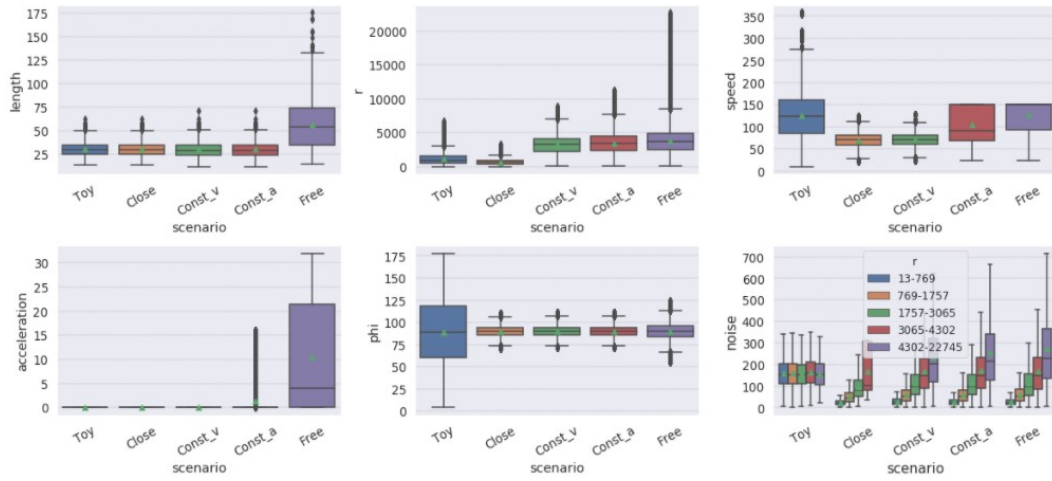 175
150
125
100
75
50
25
length
Toy
Close
Const_v
Const_a
Free
scenario
20000
15000
10000
5000
0
r
Toy
Close
Const_v
Const_a
Free
scenario
350
300
250
200
150
100
50
0
speed
Toy
Close
Const_v
Const_a
Free
scenario
30
25
20
15
10
5
0
acceleration
Toy
Close
Const_v
Const_a
Free
scenario
175
150
125
100
75
50
25
0
phi
Toy
Close
Const_v
Const_a
Free
scenario
700
600
500
400
300
200
100
0
noise
r
13-769
769-1757
1757-3065
3065-4302
4302-22745
Toy
Close
Const_v
Const_a
Free
scenario